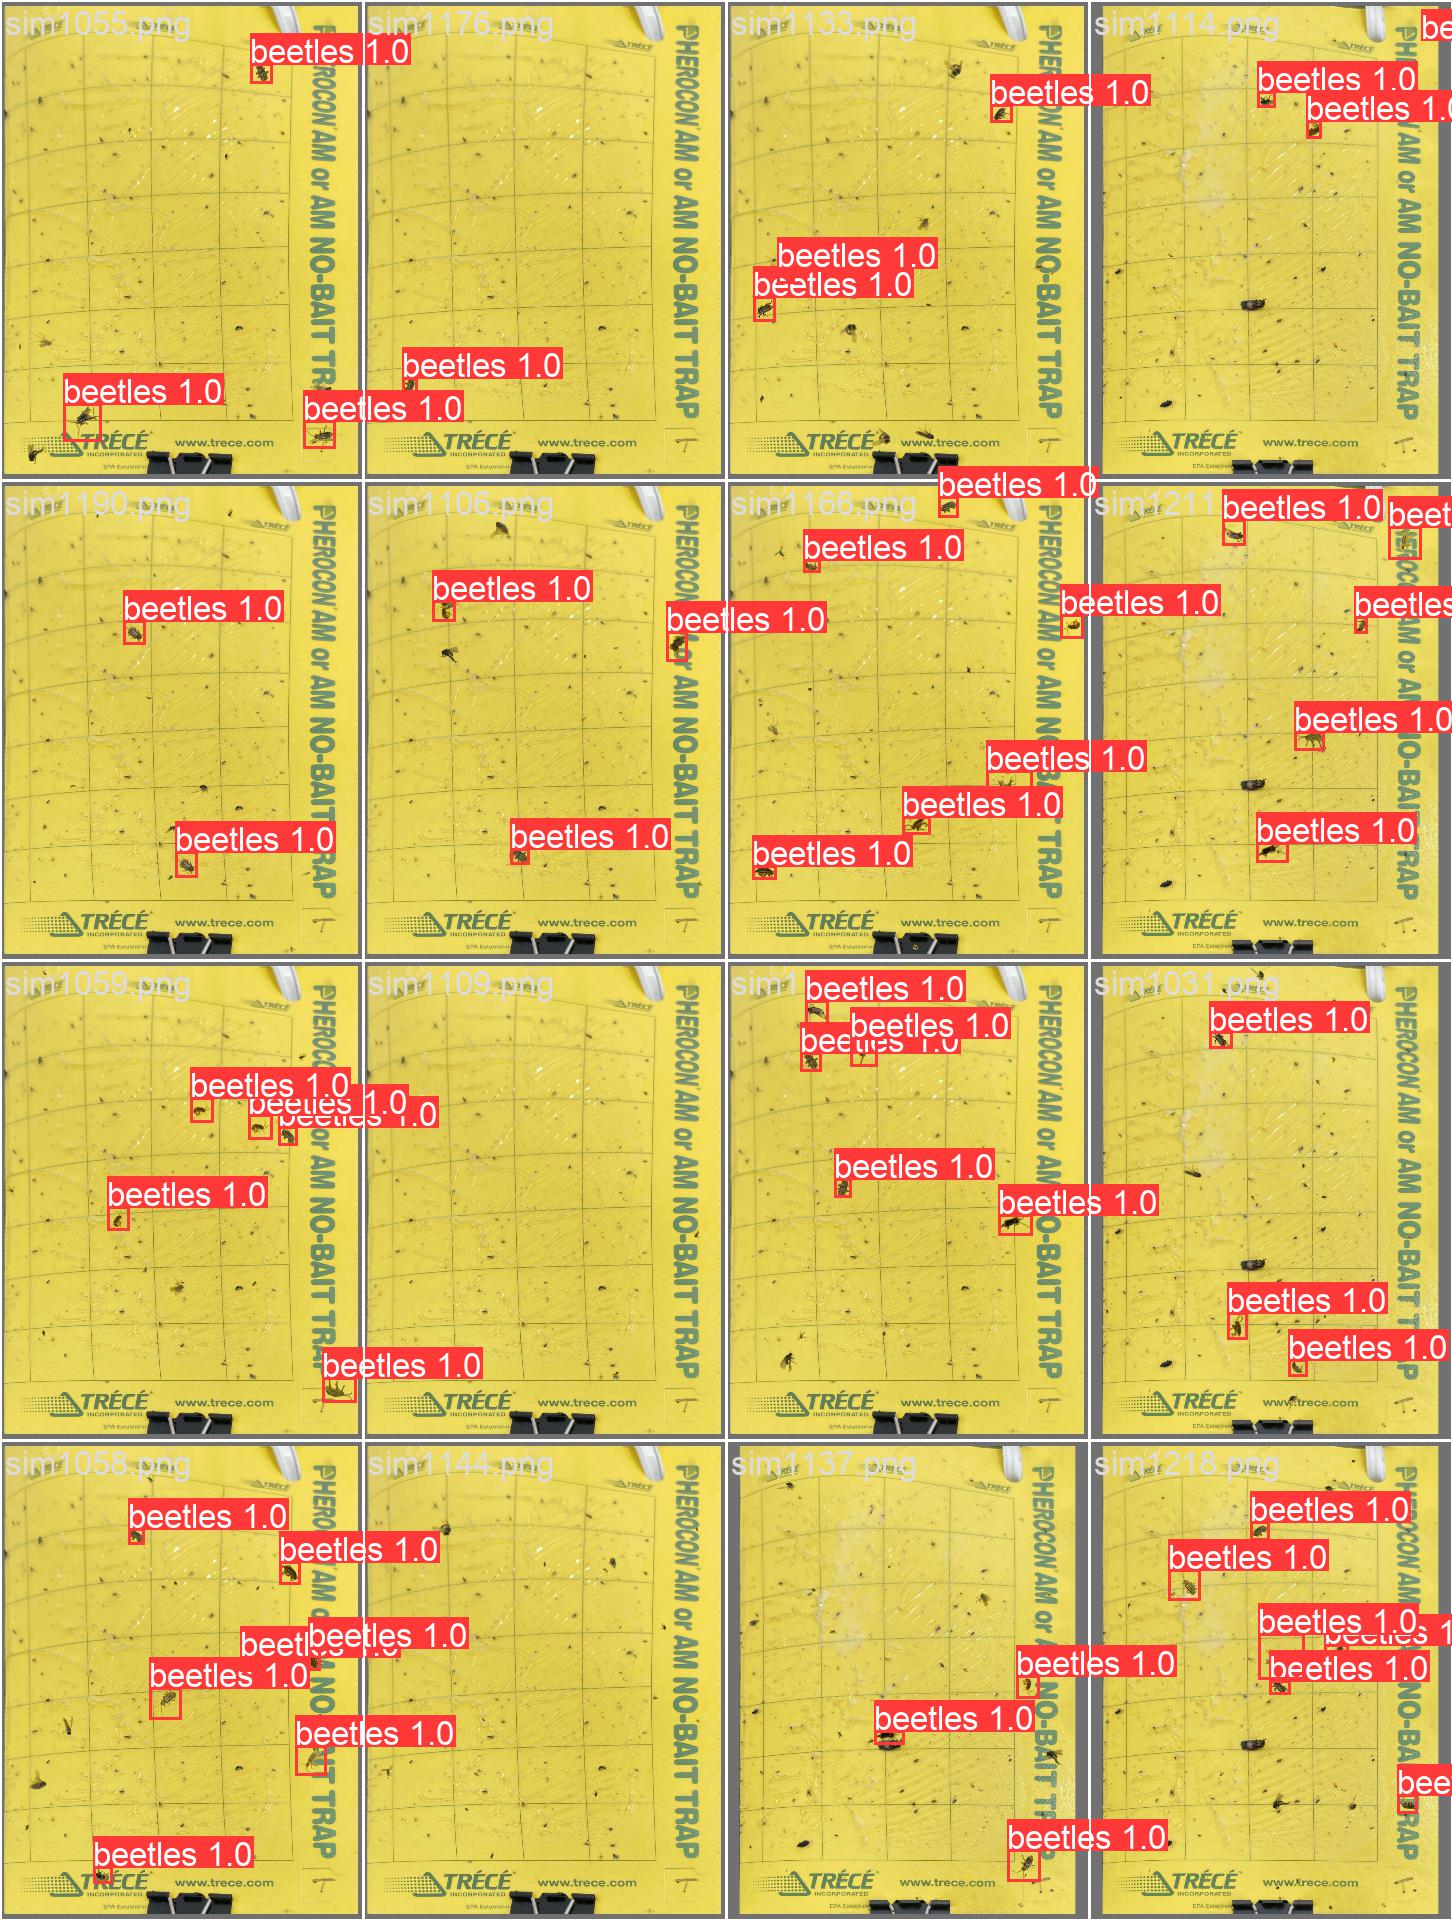 sim1055.png
TRÉCÉ
beetles 1.0
PHEROCON AM or AM NO-BAIT TRAP
beetles 1.0
beetles 1.0
TRÉCÉ
INCORPORATED
www.trece.com
sim1176.png
TRÉCÉ
PHEROCON AM or AM NO-BAIT TRAP
beetles 1.0
TRÉCÉ
INCORPORATED
www.trece.com
sim1133.png
TRÉCÉ
beetles 1.0
PHEROCON AM or AM NO-BAIT TRAP
beetles 1.0
beetles 1.0
TRÉCÉ
www.trece.com
sim1114.png
TRÉCÉ
be
beetles 1.0
beetles 1.0
PHEROCON AM or AM NO-BAIT TRAP
TRÉCÉ
INCORPORATED
www.trece.com
sim1190.png
TRÉCÉ
PHEROCON AM or AM NO-BAIT TRAP
beetles 1.0
beetles 1.0
TRÉCÉ
INCORPORATED
www.trece.com
sim1106.png
TRÉCÉ
beetles 1.0
beetles 1.0
PHEROCON AM or AM NO-BAIT TRAP
beetles 1.0
TRÉCÉ
INCORPORATED
www.trece.com
sim1166.png
beetles 1.0
beetles 1.0
beetles 1.0
PHEROCON AM or AM NO-BAIT TRAP
beetles 1.0
beetles 1.0
beetles 1.0
TRÉCÉ
INCORPORATED
www.trece.com
sim1211
beetles 1.0
beet
beetles
PHEROCON AM or AM NO-BAIT TRAP
beetles 1.0
beetles 1.0
TRÉCÉ
INCORPORATED
www.trece.com
sim1059.png
TRÉCÉ
PHEROCON AM or AM NO-BAIT TRAP
beetles 1.0
beetles 1.0
beetles 1.0
beetles 1.0
beetles 1.0
TRÉCÉ
INCORPORATED
www.trece.com
sim1109.png
TRÉCÉ
PHEROCON AM or AM NO-BAIT TRAP
TRÉCÉ
INCORPORATED
www.trece.com
sim1
beetles 1.0
beetles 1.0
beetles 1.0
PHEROCON AM or AM NO-BAIT TRAP
beetles 1.0
beetles 1.0
TRÉCÉ
INCORPORATED
www.trece.com
sim1031.png
TRÉCÉ
beetles 1.0
PHEROCON AM or AM NO-BAIT TRAP
beetles 1.0
beetles 1.0
TRÉCÉ
INCORPORATED
www.trece.com
sim1058.png
TRÉCÉ
beetles 1.0
beetles 1.0
PHEROCON AM or AM NO-BAIT TRAP
beetles 1.0
beetles 1.0
beetles 1.0
beetles 1.0
beetles 1.0
TRÉCÉ
INCORPORATED
www.trece.com
sim1144.png
TRÉCÉ
PHEROCON AM or AM NO-BAIT TRAP
TRÉCÉ
INCORPORATED
www.trece.com
sim1137.png
TRÉCÉ
PHEROCON AM or AM NO-BAIT TRAP
beetles 1.0
beetles 1.0
beetles 1.0
TRÉCÉ
INCORPORATED
www.trece.com
sim1218.png
TRÉCÉ
beetles 1.0
beetles 1.0
PHEROCON AM or AM NO-BAIT TRAP
beetles 1.0
beetles 1
beetles 1.0
bee
TRÉCÉ
INCORPORATED
www.trece.com